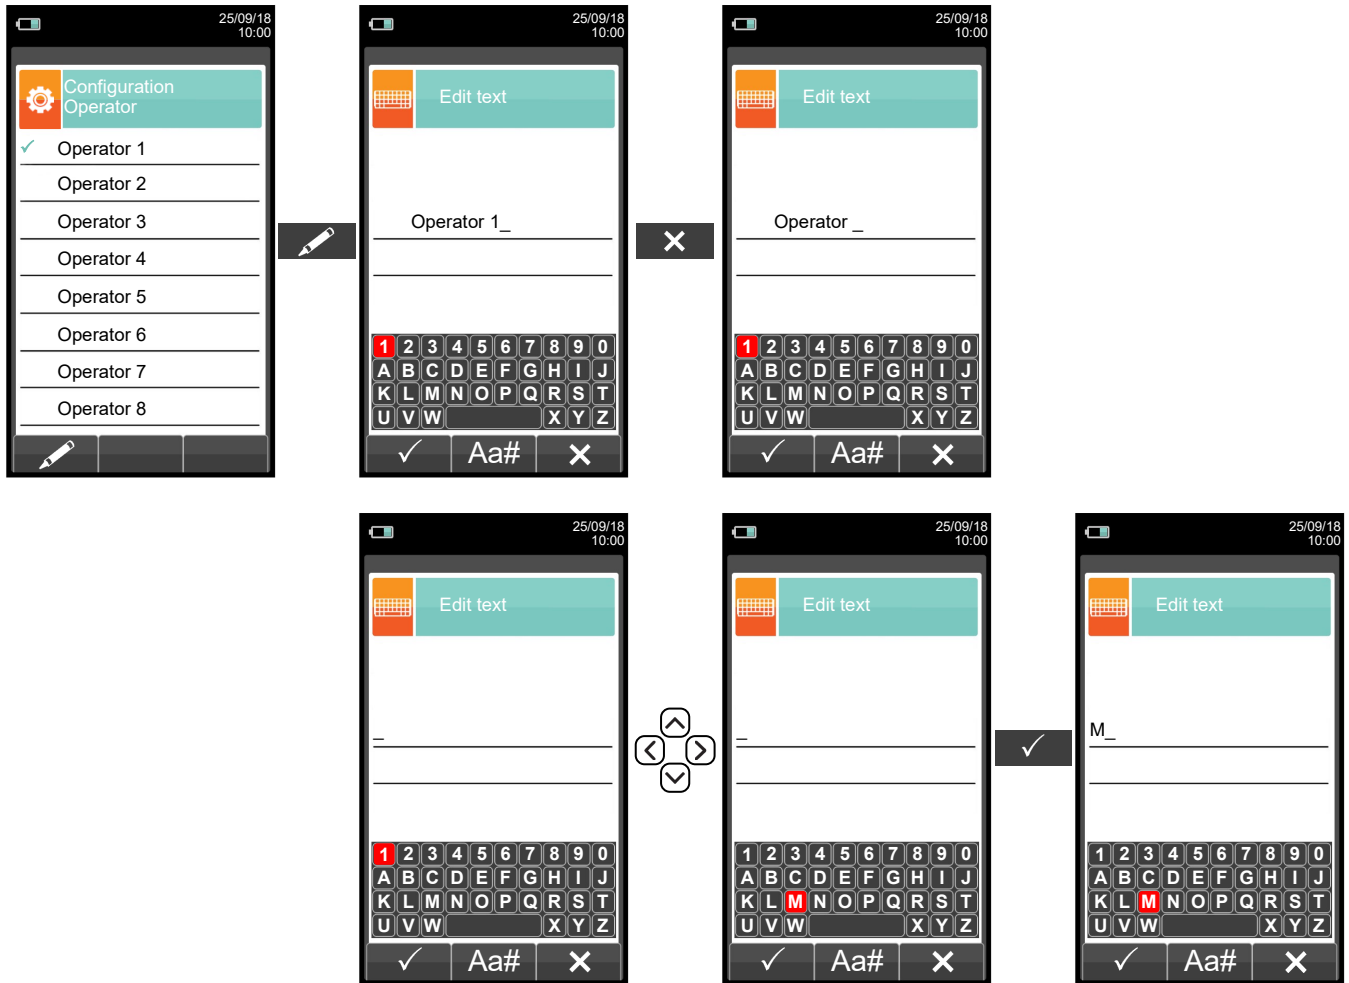 25/09/18
10:00
Configuration
Operator
Operator 1
Operator 2
Operator 3
Operator 4
Operator 5
Operator 6
Operator 7
Operator 8
25/09/18
10:00
Edit text
Operator 1_
1 2 3 4 5 6 7 8 9 0
A B C D E F G H I J
K L M N O P Q R S T
U V W X Y Z
Aa#
25/09/18
10:00
Edit text
Operator _
1 2 3 4 5 6 7 8 9 0
A B C D E F G H I J
K L M N O P Q R S T
U V W X Y Z
Aa#
25/09/18
10:00
Edit text
_
1 2 3 4 5 6 7 8 9 0
A B C D E F G H I J
K L M N O P Q R S T
U V W X Y Z
Aa#
25/09/18
10:00
Edit text
_
1 2 3 4 5 6 7 8 9 0
A B C D E F G H I J
K L M N O P Q R S T
U V W X Y Z
Aa#
25/09/18
10:00
Edit text
M_
1 2 3 4 5 6 7 8 9 0
A B C D E F G H I J
K L M N O P Q R S T
U V W X Y Z
Aa#